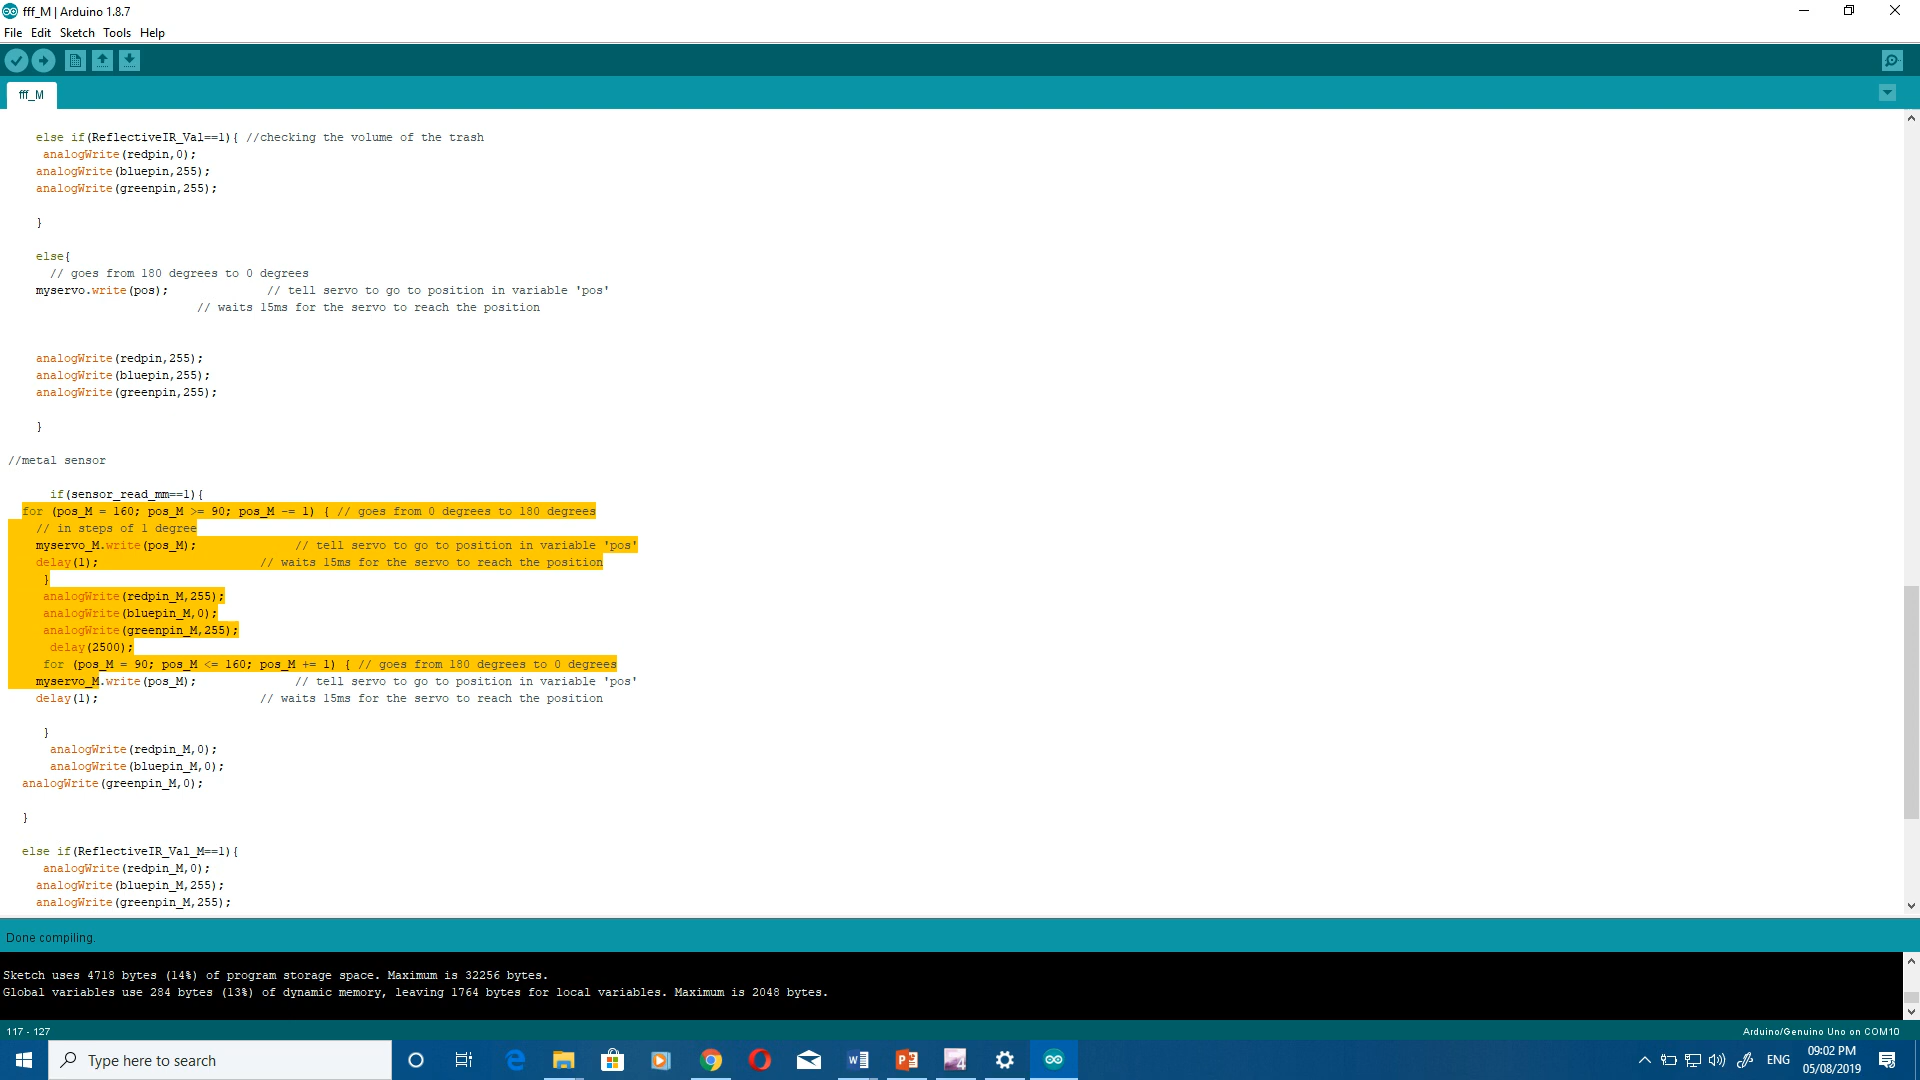 fff_M | Arduino 1.8.7
File Edit Sketch Tools Help
fff_M
else if(ReflectiveIR_Val==1){ //checking the volume of the trash
analogWrite(redpin,0);
analogWrite(bluepin,255);
analogWrite(greenpin,255);
}
else{
// goes from 180 degrees to 0 degrees
myservo.write(pos); // tell servo to go to position in variable 'pos'
// waits 15ms for the servo to reach the position
analogWrite(redpin,255);
analogWrite(bluepin,255);
analogWrite(greenpin,255);
}
//metal sensor
if(sensor_read_mm==1){
for (pos_M = 160; pos_M >= 90; pos_M -= 1) { // goes from 0 degrees to 180 degrees
// in steps of 1 degree
myservo_M.write(pos_M); // tell servo to go to position in variable 'pos'
delay(1); // waits 15ms for the servo to reach the position
}
analogWrite(redpin_M,255);
analogWrite(bluepin_M,0);
analogWrite(greenpin_M,255);
delay(2500);
for (pos_M = 90; pos_M <= 160; pos_M += 1) { // goes from 180 degrees to 0 degrees
myservo_M.write(pos_M); // tell servo to go to position in variable 'pos'
delay(1); // waits 15ms for the servo to reach the position
}
analogWrite(redpin_M,0);
analogWrite(bluepin_M,0);
analogWrite(greenpin_M,0);
}
else if(ReflectiveIR_Val_M==1){
analogWrite(redpin_M,0);
analogWrite(bluepin_M,255);
analogWrite(greenpin_M,255);
Done compiling.
Sketch uses 4718 bytes (14%) of program storage space. Maximum is 32256 bytes.
Global variables use 284 bytes (13%) of dynamic memory, leaving 1764 bytes for local variables. Maximum is 2048 bytes.
117 - 127 Arduino/Genuino Uno on COM10
Type here to search ENG 09:02 PM
05/08/2019